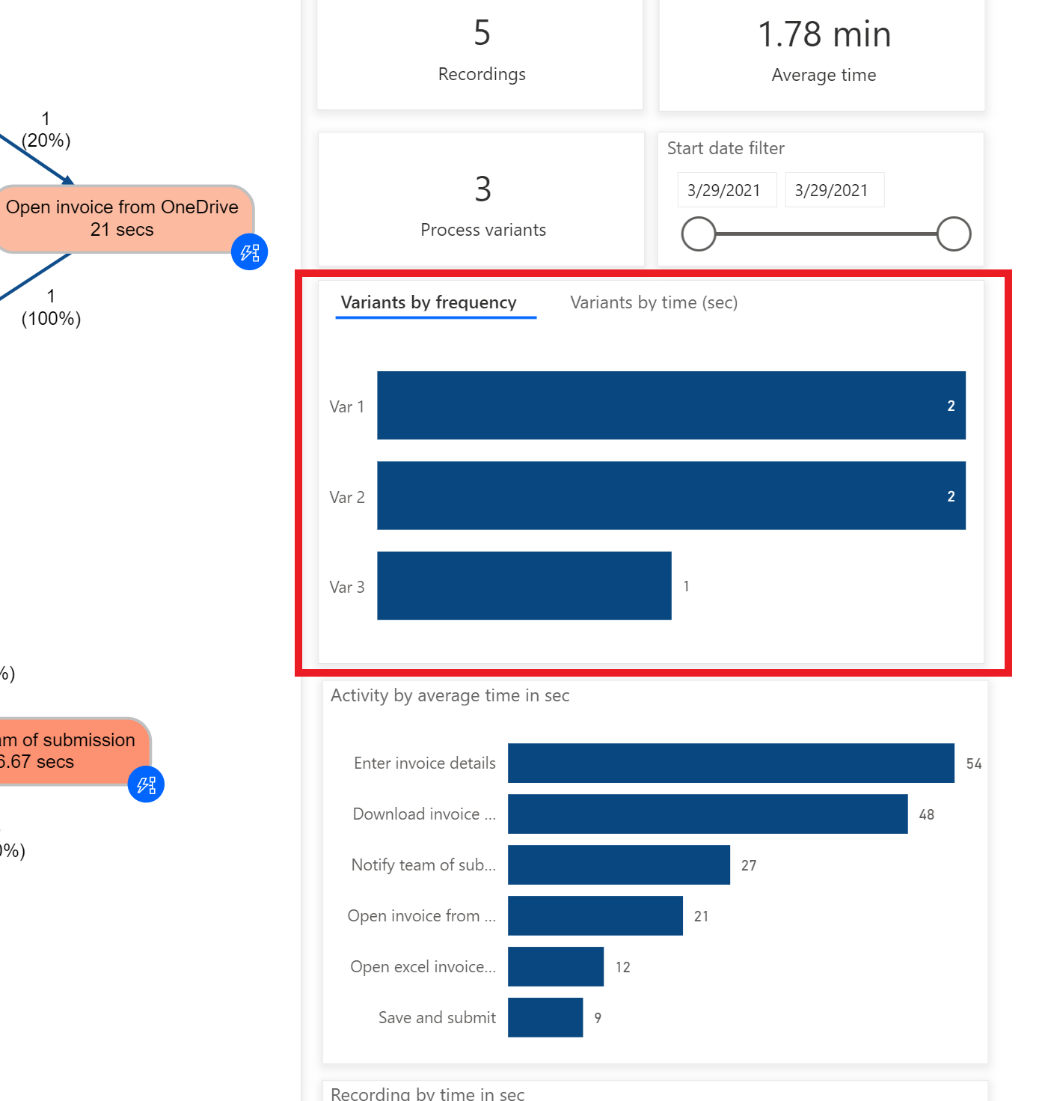 1
(20%)
Open invoice from OneDrive
21 secs
1
(100%)
%)
am of submission
6.67 secs
0%)
5
Recordings
1.78 min
Average time
3
Process variants
Start date filter
3/29/2021
3/29/2021
Variants by frequency
Variants by time (sec)
Var 1
2
Var 2
2
Var 3
1
Activity by average time in sec
Enter invoice details
54
Download invoice ...
48
Notify team of sub...
27
Open invoice from ...
21
Open excel invoice...
12
Save and submit
9
Recording by time in sec